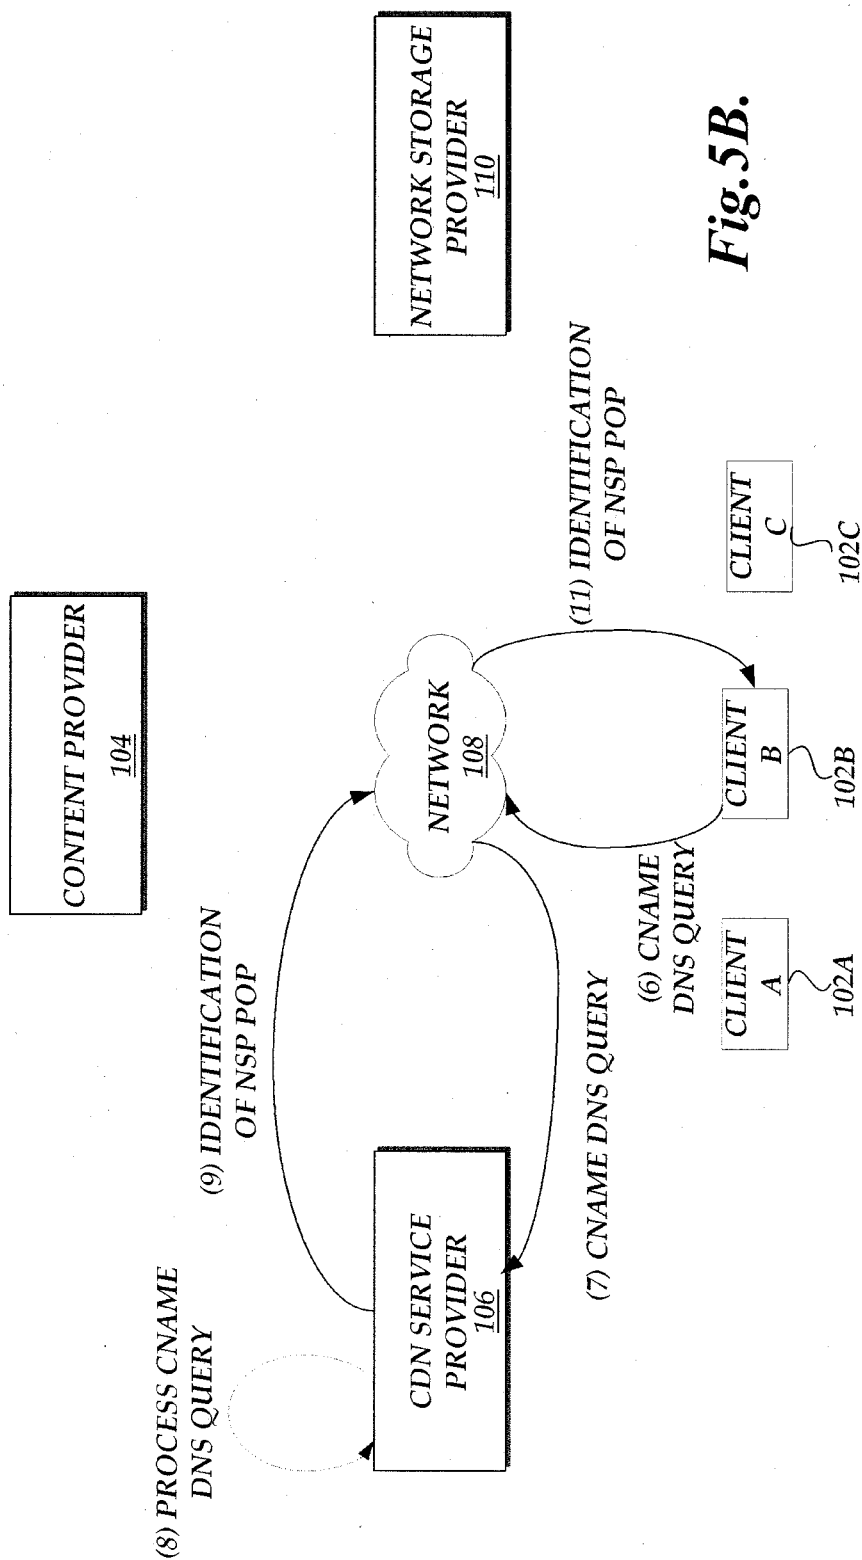 CONTENT PROVIDER
104
(8) PROCESS CNAME
DNS QUERY
(9) IDENTIFICATION
OF NSP POP
CDN SERVICE
PROVIDER
106
NETWORK
108
NETWORK STORAGE
PROVIDER
110
(7) CNAME DNS QUERY
(6) CNAME
DNS QUERY
(11) IDENTIFICATION
OF NSP POP
CLIENT
A
102A
CLIENT
B
102B
CLIENT
C
102C
Fig.5B.